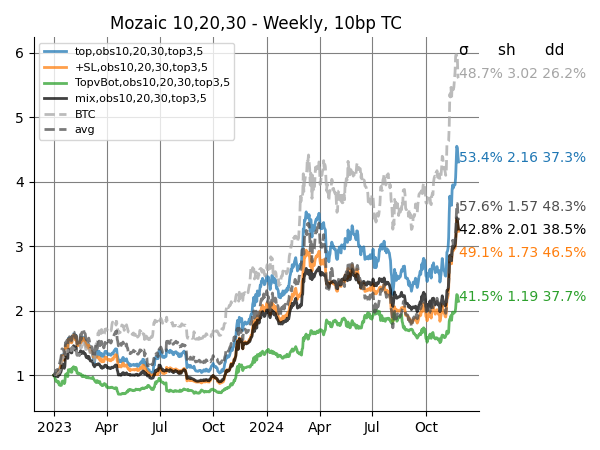 Mozaic 10,20,30 - Weekly, 10bp TC
σ sh dd
top,obs10,20,30,top3,5
+SL,obs10,20,30,top3,5
TopvBot,obs10,20,30,top3,5
mix,obs10,20,30,top3,5
BTC
avg
48.7% 3.02 26.2%
53.4% 2.16 37.3%
57.6% 1.57 48.3%
42.8% 2.01 38.5%
49.1% 1.73 46.5%
41.5% 1.19 37.7%
6
5
4
3
2
1
2023 Apr Jul Oct 2024 Apr Jul Oct